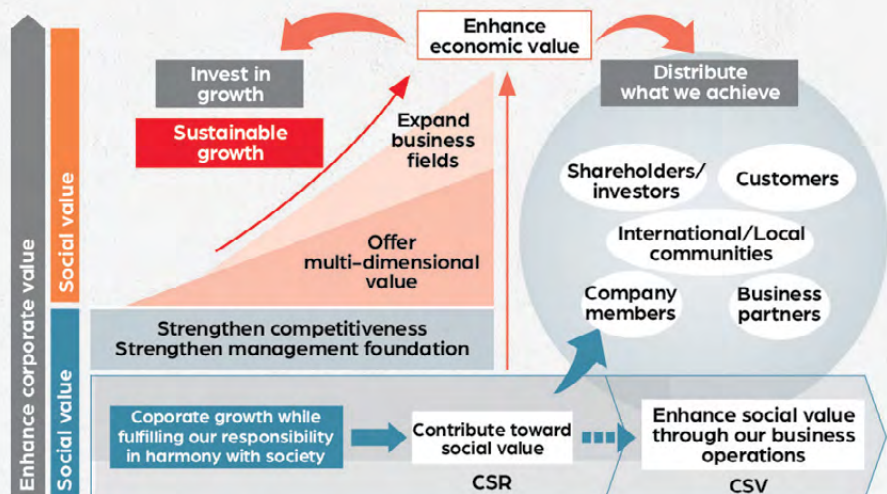 Enhance corporate value
Social value
Social value
Enhance
economic value
Invest in
growth
Sustainable
growth
Expand
business
fields
Offer
multi-dimensional
value
Distribute
what we achieve
Shareholders/
investors
Customers
International/Local
communities
Company
members
Business
partners
Strengthen competitiveness
Strengthen management foundation
Coporate growth while
fulfilling our responsibility
in harmony with society
Contribute toward
social value
CSR
Enhance social value
through our business
operations
CSV